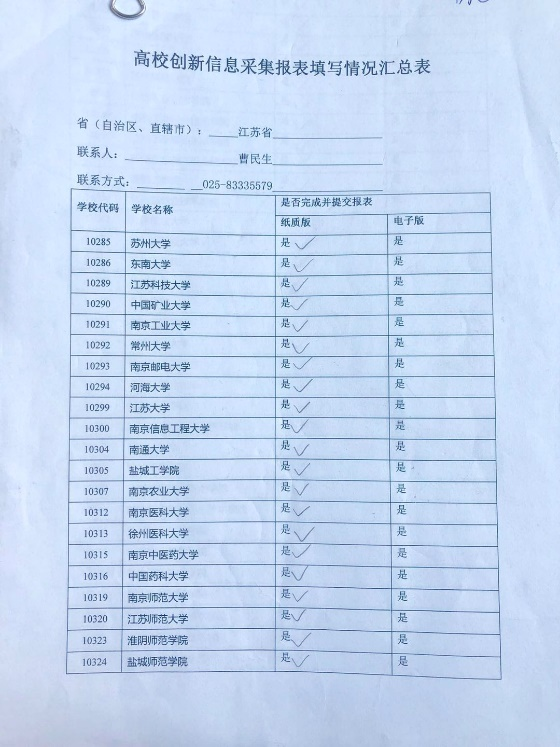 高校创新信息采集报表填写情况汇总表
省（自治区、直辖市）：江苏省
联系人：曹民生
联系方式：025-83335579
学校代码 学校名称 是否完成并提交报表
纸质版 电子版
10285 苏州大学 是 ✓ 是
10286 东南大学 是 ✓ 是
10289 江苏科技大学 是 ✓ 是
10290 中国矿业大学 是 ✓ 是
10291 南京工业大学 是 ✓ 是
10292 常州大学 是 ✓ 是
10293 南京邮电大学 是 ✓ 是
10294 河海大学 是 ✓ 是
10299 江苏大学 是 ✓ 是
10300 南京信息工程大学 是 ✓ 是
10304 南通大学 是 ✓ 是
10305 盐城工学院 是 ✓ 是
10307 南京农业大学 是 ✓ 是
10312 南京医科大学 是 ✓ 是
10313 徐州医科大学 是 ✓ 是
10315 南京中医药大学 是 ✓ 是
10316 中国药科大学 是 ✓ 是
10319 南京师范大学 是 ✓ 是
10320 江苏师范大学 是 ✓ 是
10323 淮阴师范学院 是 ✓ 是
10324 盐城师范学院 是 ✓ 是